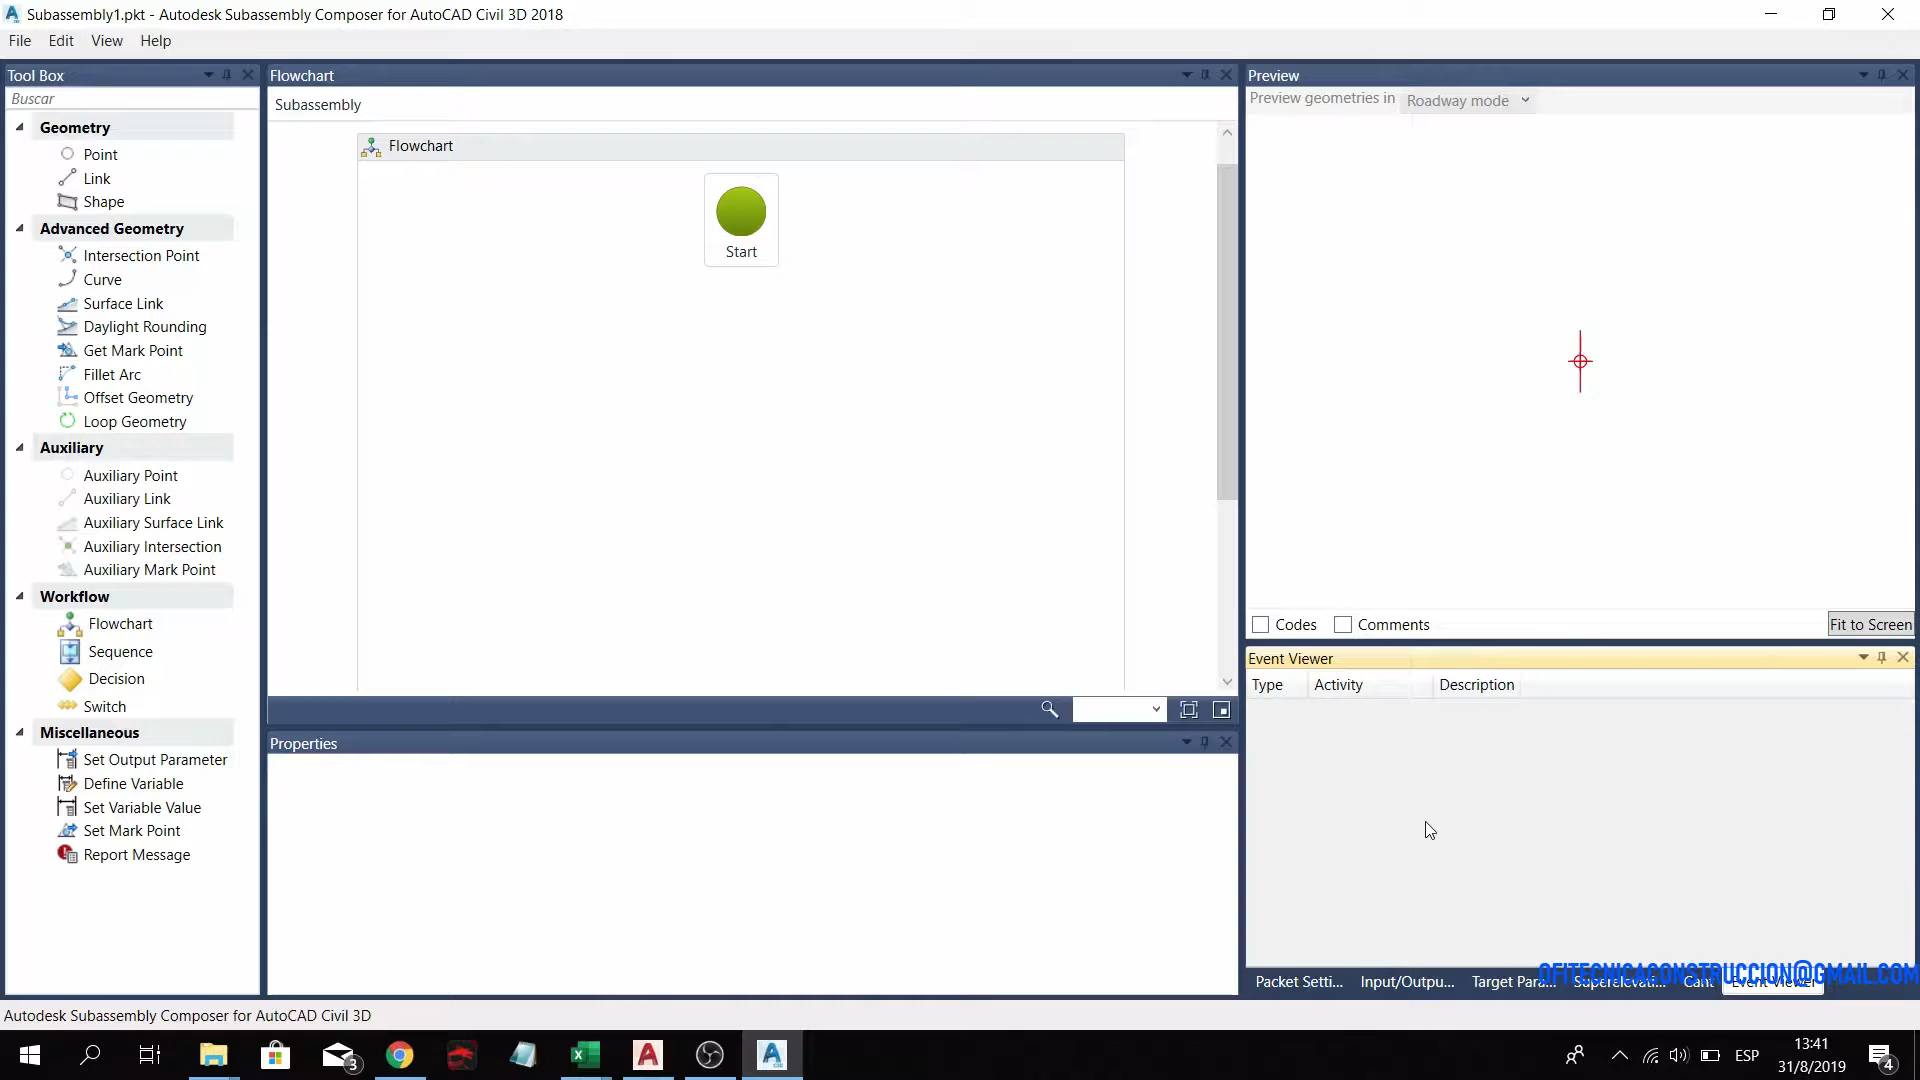 Subassembly1.pkt - Autodesk Subassembly Composer for AutoCAD Civil 3D 2018
File Edit View Help
Tool Box
Buscar
Geometry
Point
Link
Shape
Advanced Geometry
Intersection Point
Curve
Surface Link
Daylight Rounding
Get Mark Point
Fillet Arc
Offset Geometry
Loop Geometry
Auxiliary
Auxiliary Point
Auxiliary Link
Auxiliary Surface Link
Auxiliary Intersection
Auxiliary Mark Point
Workflow
Flowchart
Sequence
Decision
Switch
Miscellaneous
Set Output Parameter
Define Variable
Set Variable Value
Set Mark Point
Report Message
Flowchart
Subassembly
Flowchart
Start
Properties
Preview
Preview geometries in Roadway mode
Codes Comments Fit to Screen
Event Viewer
Type Activity Description
OFITECNICACONSTRUCCION@GMAIL.COM
Packet Setti... Input/Outpu... Target Para... Superelevati... Cant Event Viewer
Autodesk Subassembly Composer for AutoCAD Civil 3D
3
ESP
13:41
31/8/2019
4